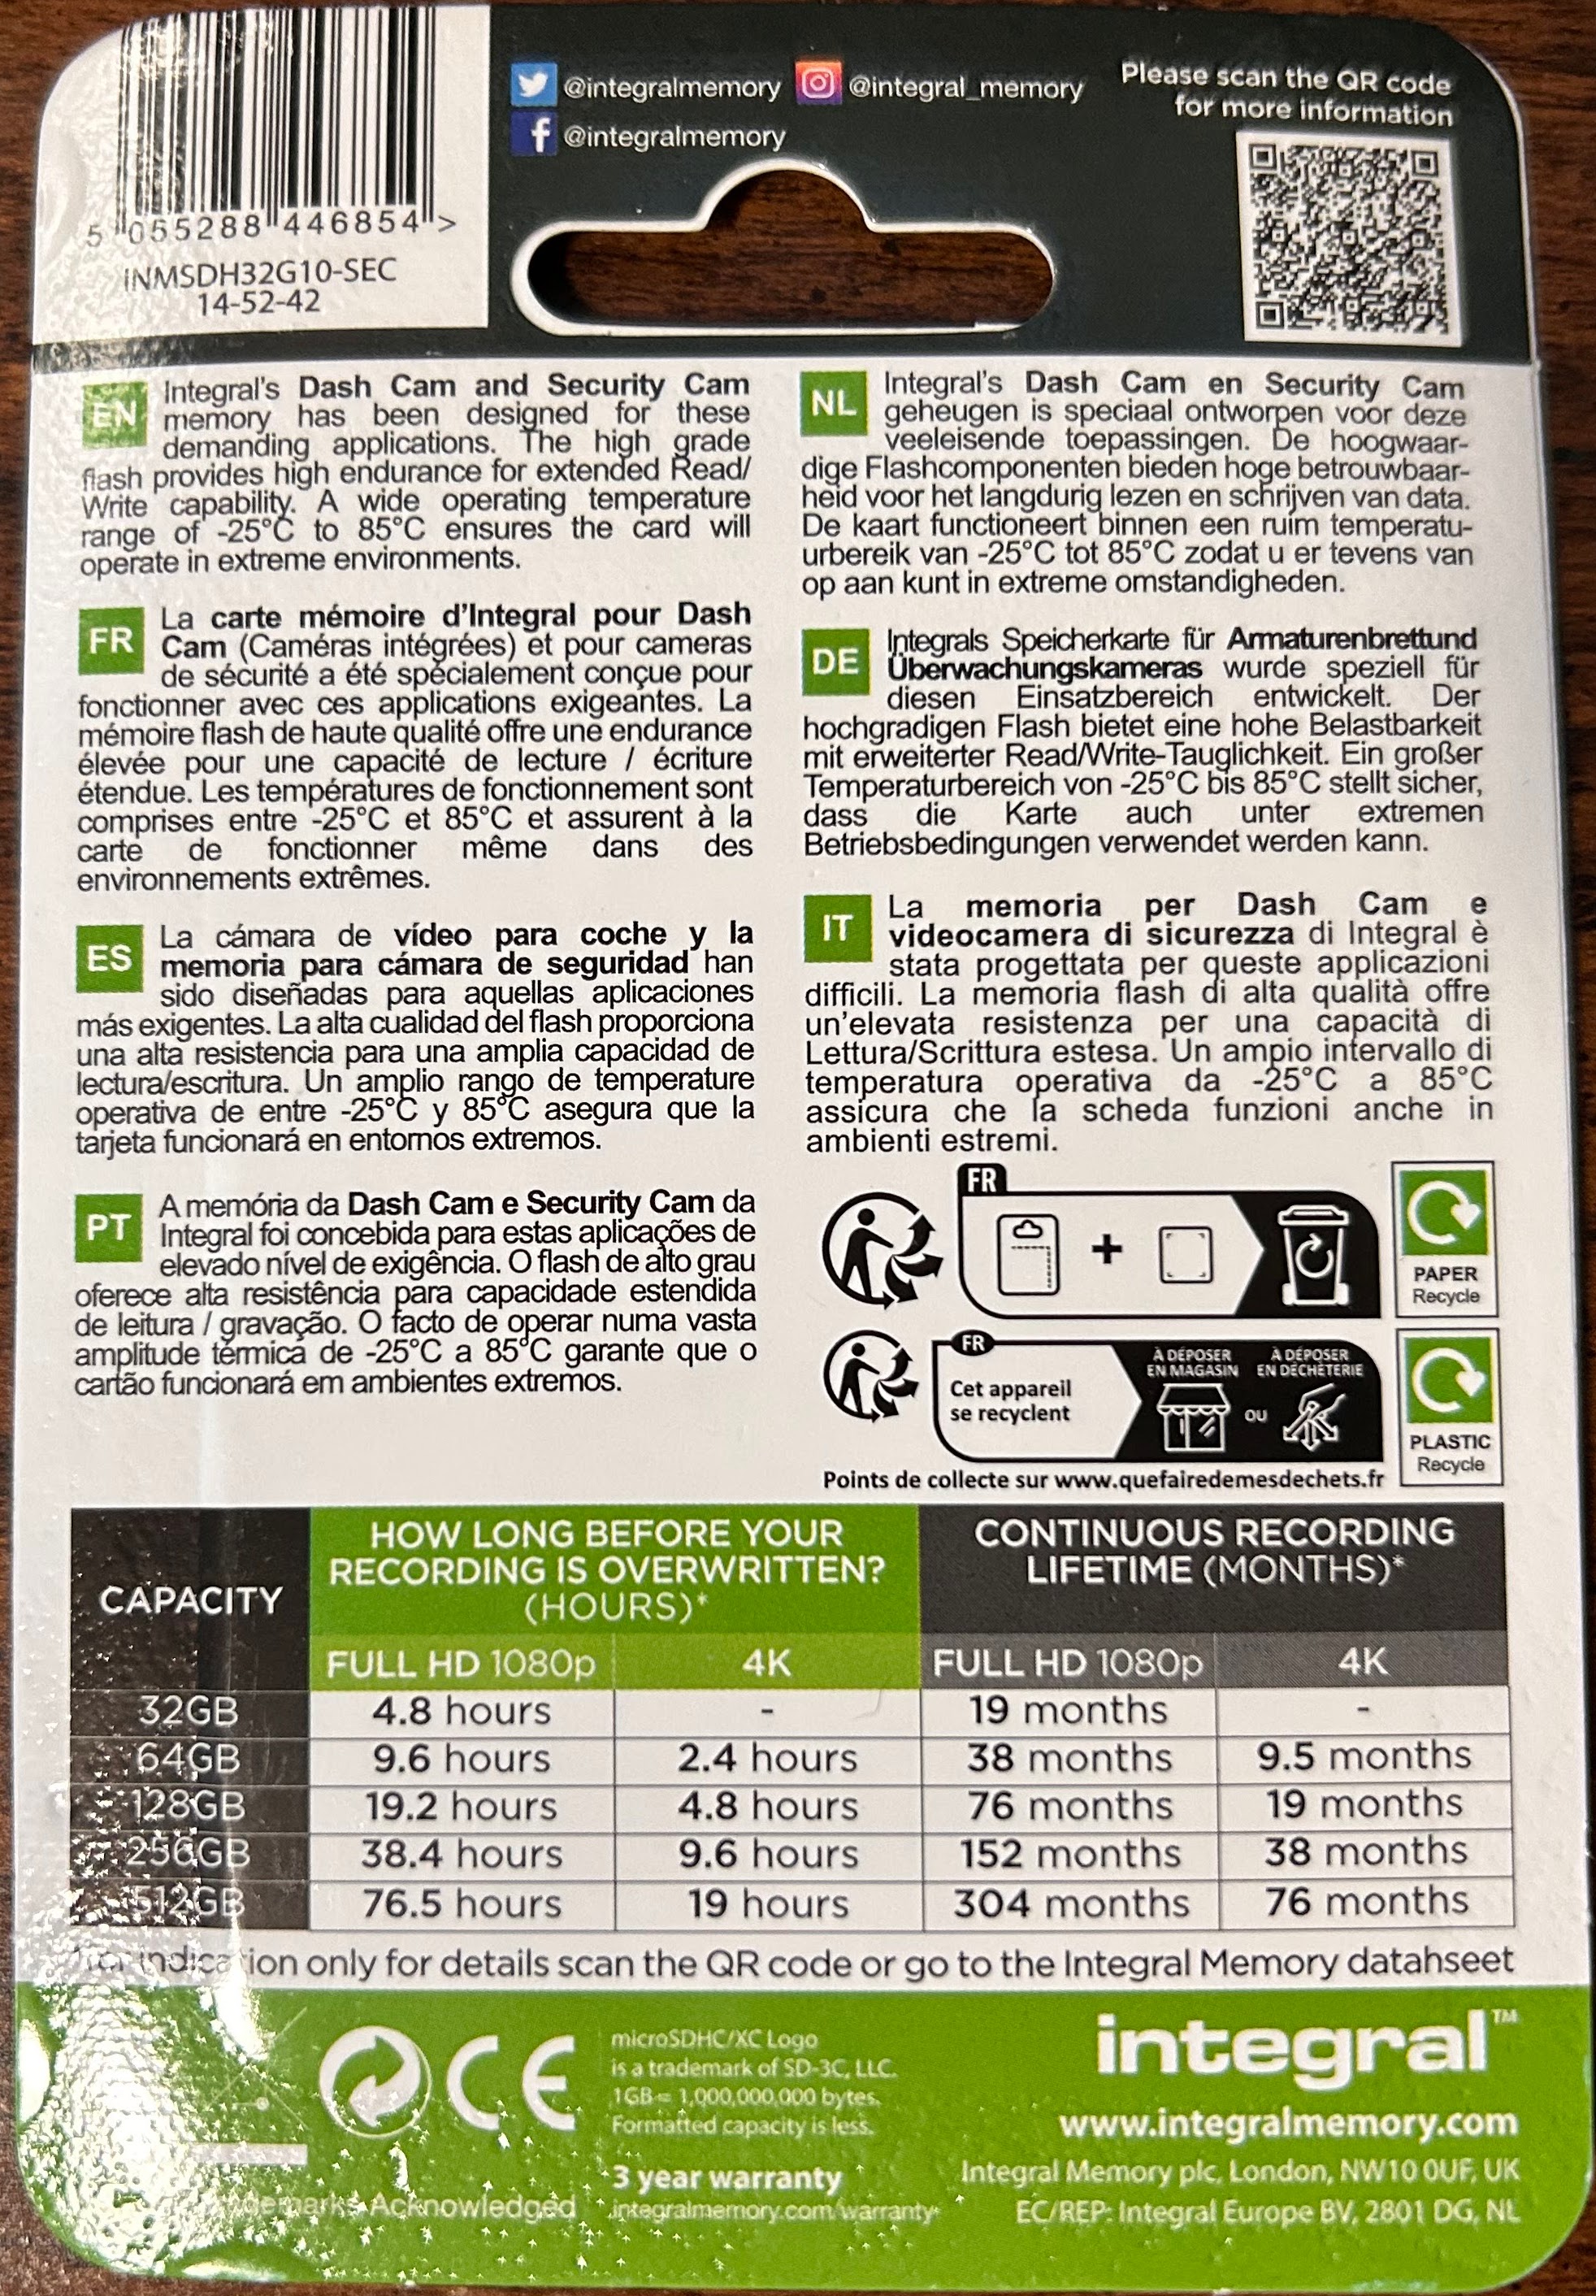 5 055288 446854 >
INMSDH32G10-SEC
14-52-42
@integralmemory @integral_memory
@integralmemory
Please scan the QR code
for more information
EN
Integral's Dash Cam and Security Cam
memory has been designed for these
demanding applications. The high grade
flash provides high endurance for extended Read/
Write capability. A wide operating temperature
range of -25°C to 85°C ensures the card will
operate in extreme environments.
FR
La carte mémoire d'Integral pour Dash
Cam (Caméras intégrées) et pour cameras
de sécurité a été spécialement conçue pour
fonctionner avec ces applications exigeantes. La
mémoire flash de haute qualité offre une endurance
élevée pour une capacité de lecture / écriture
étendue. Les températures de fonctionnement sont
comprises entre -25°C et 85°C et assurent à la
carte de fonctionner même dans des
environnements extrêmes.
ES
La cámara de vídeo para coche y la
memoria para cámara de seguridad han
sido diseñadas para aquellas aplicaciones
más exigentes. La alta cualidad del flash proporciona
una alta resistencia para una amplia capacidad de
lectura/escritura. Un amplio rango de temperature
operativa de entre -25°C y 85°C asegura que la
tarjeta funcionará en entornos extremos.
PT
A memória da Dash Cam e Security Cam da
Integral foi concebida para estas aplicações de
elevado nível de exigência. O flash de alto grau
oferece alta resistência para capacidade estendida
de leitura / gravação. O facto de operar numa vasta
amplitude térmica de -25°C a 85°C garante que o
cartão funcionará em ambientes extremos.
NL
Integral's Dash Cam en Security Cam
geheugen is speciaal ontworpen voor deze
veeleisende toepassingen. De hoogwaar-
dige Flashcomponenten bieden hoge betrouwbaar-
heid voor het langdurig lezen en schrijven van data.
De kaart functioneert binnen een ruim temperatu-
urbereik van -25°C tot 85°C zodat u er tevens van
op aan kunt in extreme omstandigheden.
DE
Integrals Speicherkarte für Armaturenbrettund
Überwachungskameras wurde speziell für
diesen Einsatzbereich entwickelt. Der
hochgradigen Flash bietet eine hohe Belastbarkeit
mit erweiterter Read/Write-Tauglichkeit. Ein großer
Temperaturbereich von -25°C bis 85°C stellt sicher,
dass die Karte auch unter extremen
Betriebsbedingungen verwendet werden kann.
IT
La memoria per Dash Cam e
videocamera di sicurezza di Integral è
stata progettata per queste applicazioni
difficili. La memoria flash di alta qualità offre
un'elevata resistenza per una capacità di
Lettura/Scrittura estesa. Un ampio intervallo di
temperatura operativa da -25°C a 85°C
assicura che la scheda funzioni anche in
ambienti estremi.
FR
+
PAPER
Recycle
FR
Cet appareil
se recyclent
À DÉPOSER EN MAGASIN
OU
À DÉPOSER EN DÉCHÈTERIE
PLASTIC
Recycle
Points de collecte sur www.quefairedemesdechets.fr
CAPACITY
HOW LONG BEFORE YOUR
RECORDING IS OVERWRITTEN?
(HOURS)*
CONTINUOUS RECORDING
LIFETIME (MONTHS)*
FULL HD 1080p 4K FULL HD 1080p 4K
32GB 4.8 hours - 19 months -
64GB 9.6 hours 2.4 hours 38 months 9.5 months
128GB 19.2 hours 4.8 hours 76 months 19 months
256GB 38.4 hours 9.6 hours 152 months 38 months
512GB 76.5 hours 19 hours 304 months 76 months
*for indication only for details scan the QR code or go to the Integral Memory datahseet
CE
microSDHC/XC Logo
is a trademark of SD-3C, LLC.
1GB = 1,000,000,000 bytes.
Formatted capacity is less.
3 year warranty
integralmemory.com/warranty
Acknowledged
integral™
www.integralmemory.com
Integral Memory plc, London, NW10 0UF, UK
EC/REP: Integral Europe BV, 2801 DG, NL